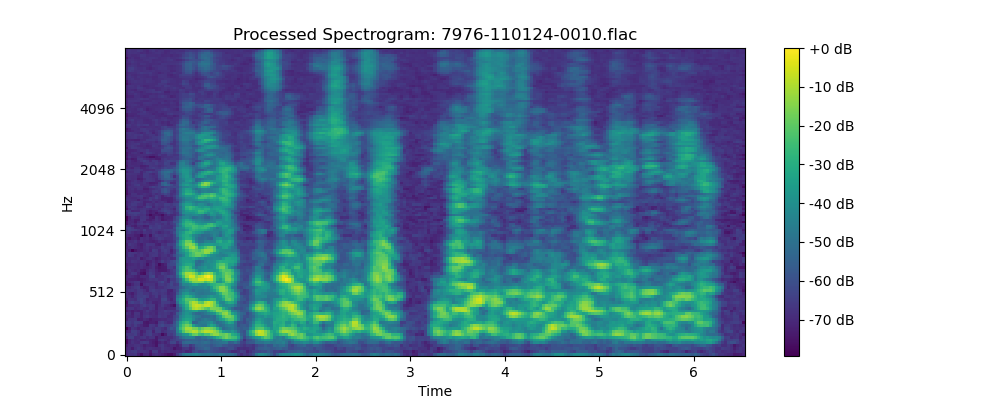 Processed Spectrogram: 7976-110124-0010.flac
+0 dB
-10 dB
-20 dB
-30 dB
-40 dB
-50 dB
-60 dB
-70 dB
4096
2048
1024
512
0
Hz
0 1 2 3 4 5 6
Time